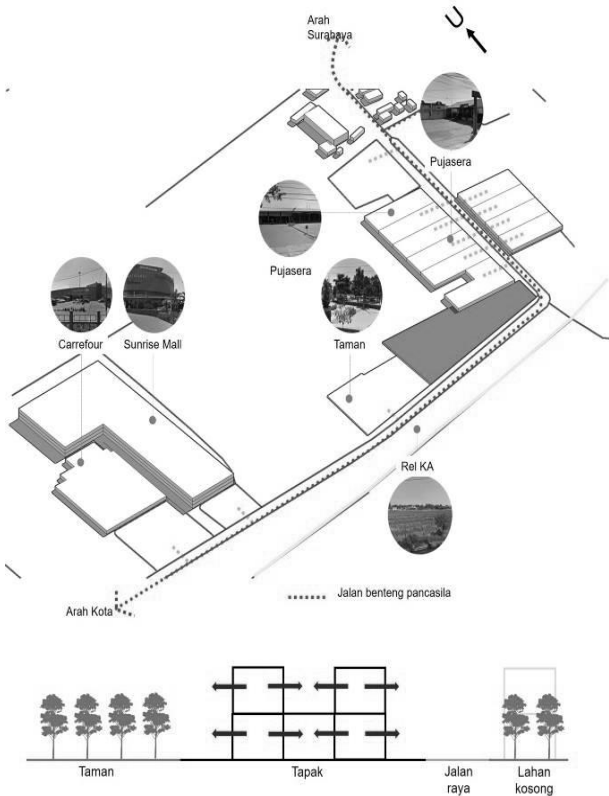 Arah
Surabaya
U
Pujasera
Pujasera
Carrefour
Sunrise Mall
Taman
Rel KA
Jalan benteng pancasila
Arah Kota
Taman
Tapak
Jalan
raya
Lahan
kosong